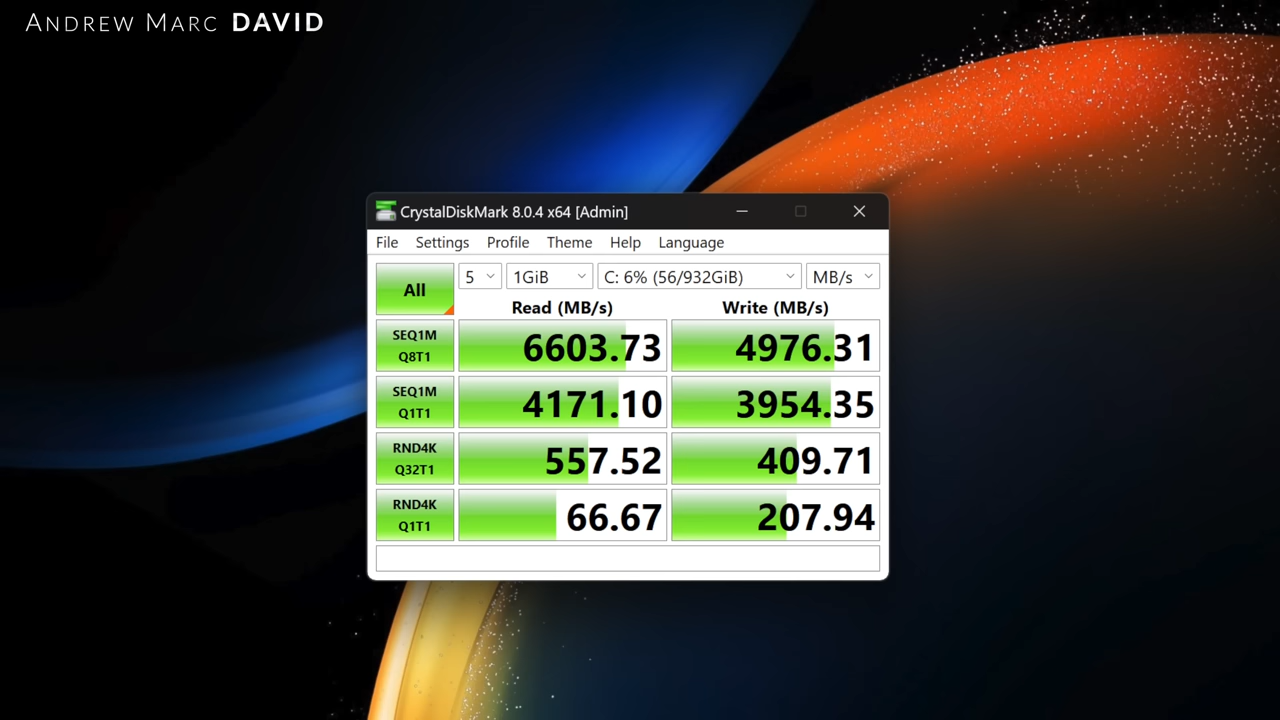 ANDREW MARC DAVID
CrystalDiskMark 8.0.4 x64 [Admin]
File Settings Profile Theme Help Language
All 5 1GiB C: 6% (56/932GiB) MB/s
Read (MB/s) Write (MB/s)
SEQ1M
Q8T1
6603.73 4976.31
SEQ1M
Q1T1
4171.10 3954.35
RND4K
Q32T1
557.52 409.71
RND4K
Q1T1
66.67 207.94